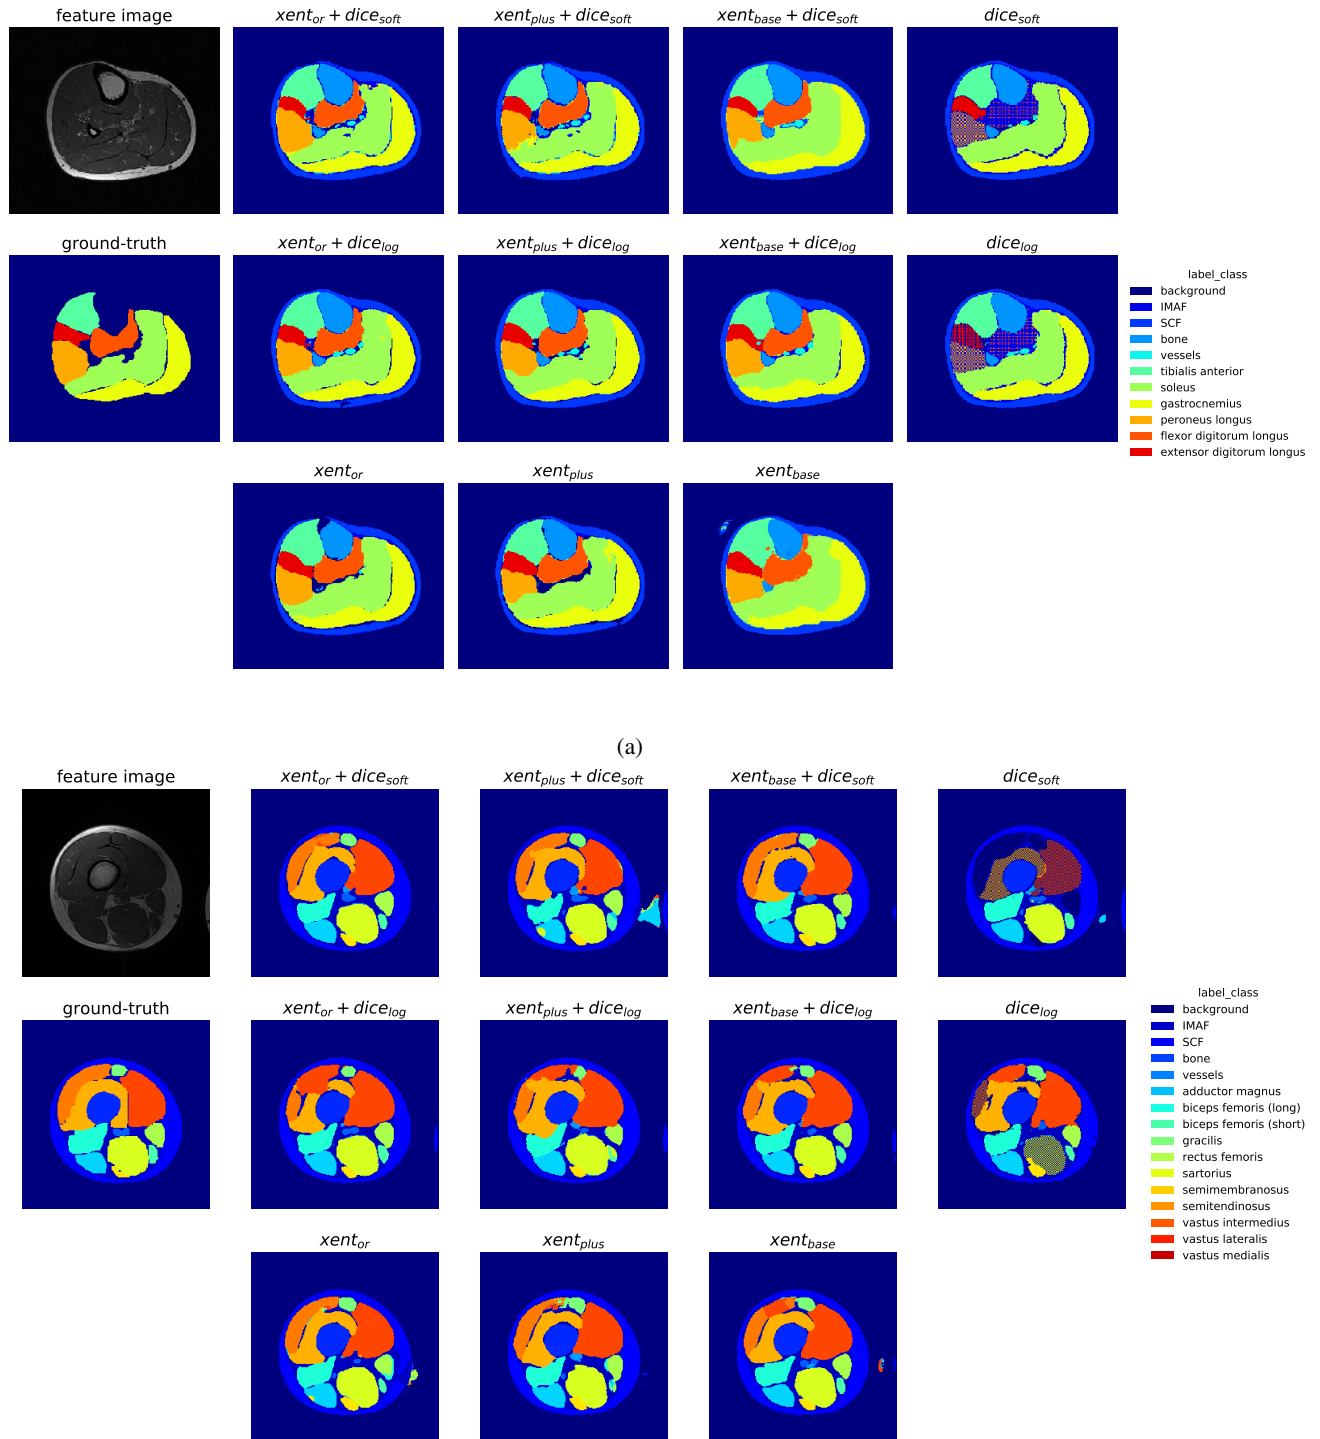 feature image xent_or + dice_soft xent_plus + dice_soft xent_base + dice_soft dice_soft
ground-truth xent_or + dice_log xent_plus + dice_log xent_base + dice_log dice_log
label_class
background
IMAF
SCF
bone
vessels
tibialis anterior
soleus
gastrocnemius
peroneus longus
flexor digitorum longus
extensor digitorum longus
xent_or xent_plus xent_base
(a)
feature image xent_or + dice_soft xent_plus + dice_soft xent_base + dice_soft dice_soft
ground-truth xent_or + dice_log xent_plus + dice_log xent_base + dice_log dice_log
label_class
background
IMAF
SCF
bone
vessels
adductor magnus
biceps femoris (long)
biceps femoris (short)
gracilis
rectus femoris
sartorius
semimembranosus
semitendinosus
vastus intermedius
vastus lateralis
vastus medialis
xent_or xent_plus xent_base